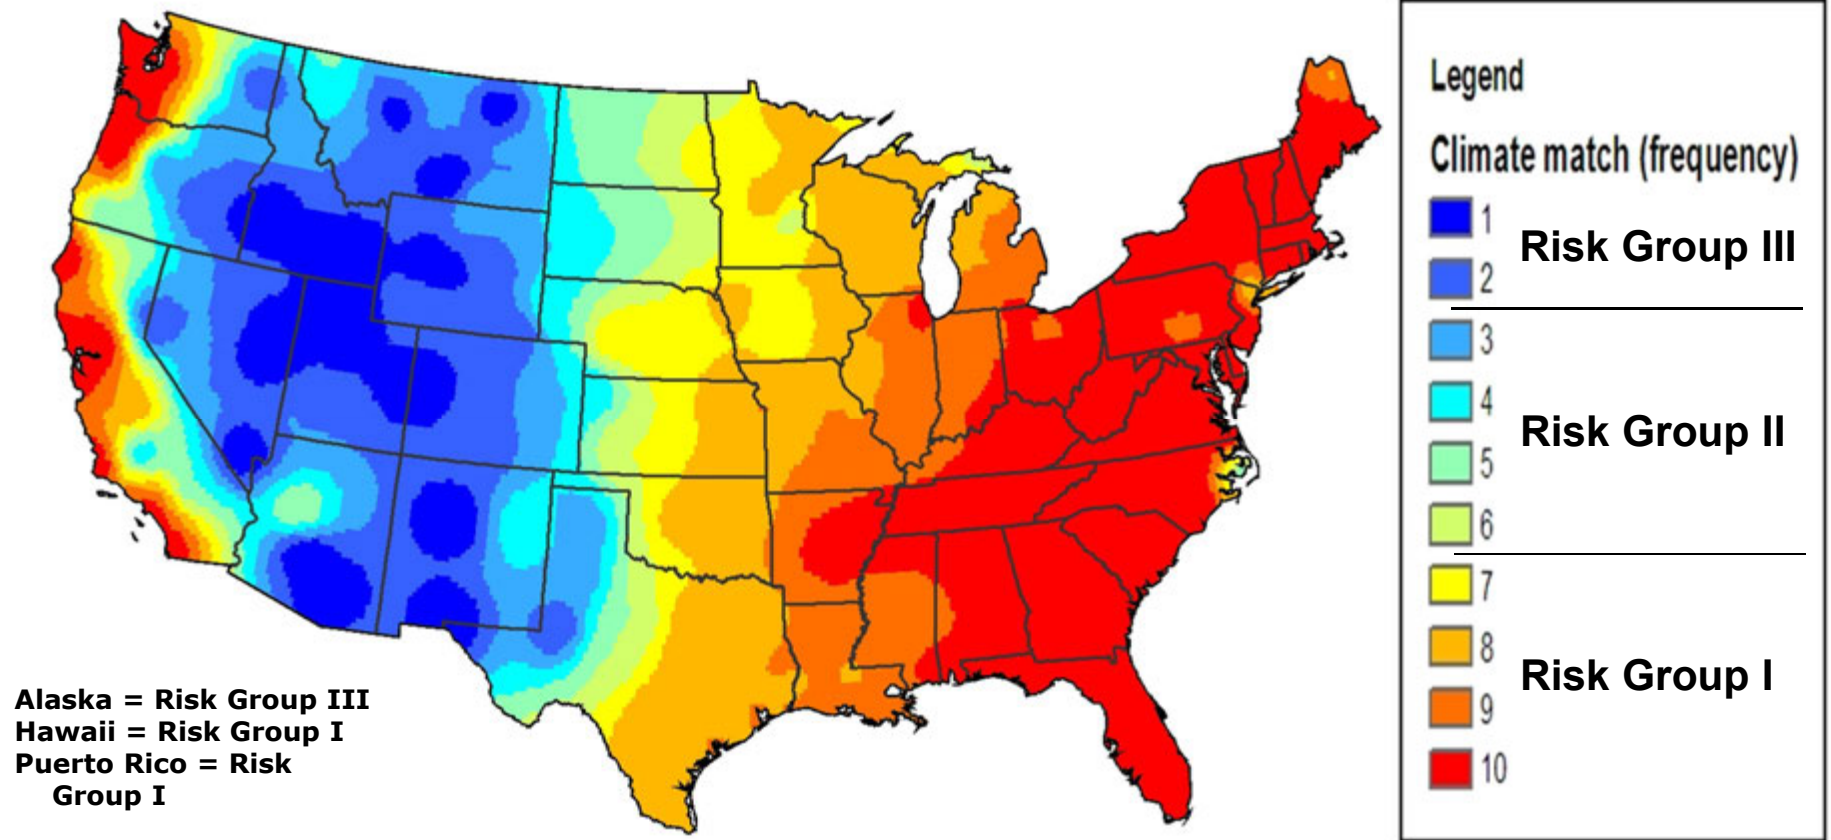 Legend
Climate match (frequency)
1
2
Risk Group III
3
4
5
6
Risk Group II
7
8
9
10
Risk Group I
Alaska = Risk Group III
Hawaii = Risk Group I
Puerto Rico = Risk
Group I